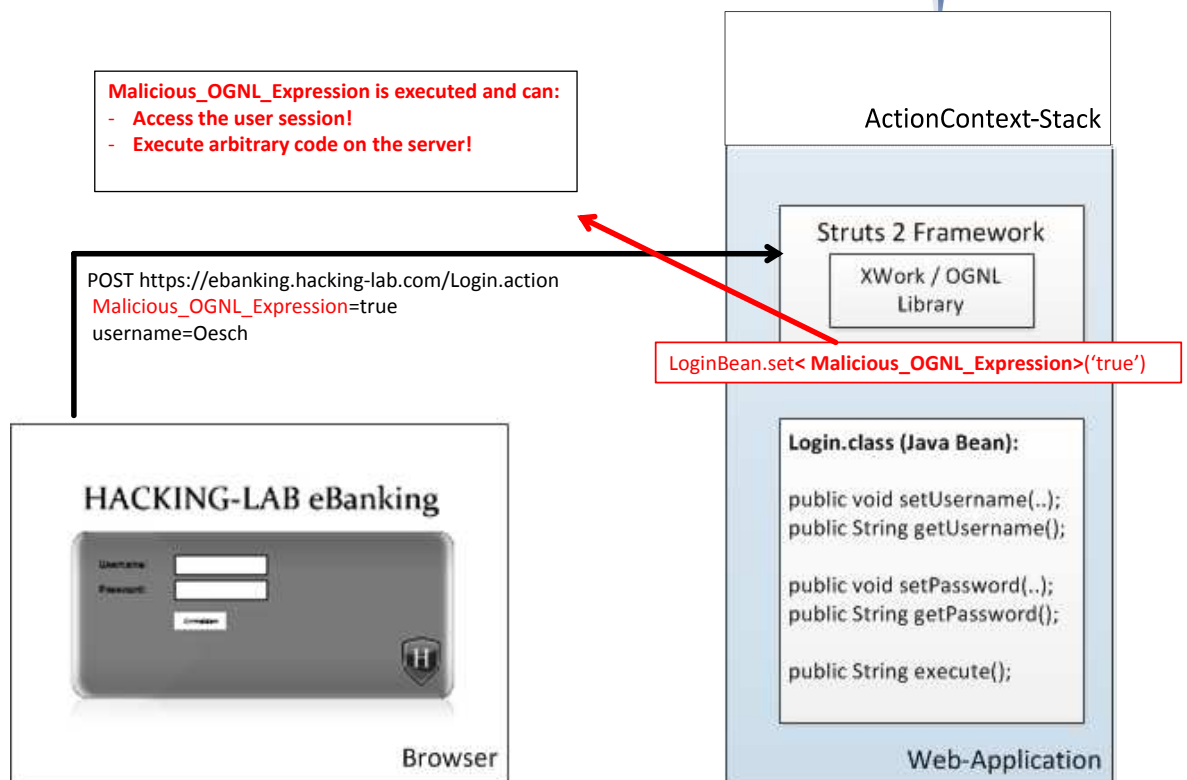 Malicious_OGNL_Expression is executed and can:
- Access the user session!
- Execute arbitrary code on the server!
ActionContext-Stack
Struts 2 Framework
XWork / OGNL
Library
POST https://ebanking.hacking-lab.com/Login.action
Malicious_OGNL_Expression=true
username=Oesch
LoginBean.set< Malicious_OGNL_Expression>(‘true’)
Login.class (Java Bean):
public void setUsername(..);
public String getUsername();
public void setPassword(..);
public String getPassword();
public String execute();
Web-Application
HACKING-LAB eBanking
Username:
Password:
H
Browser